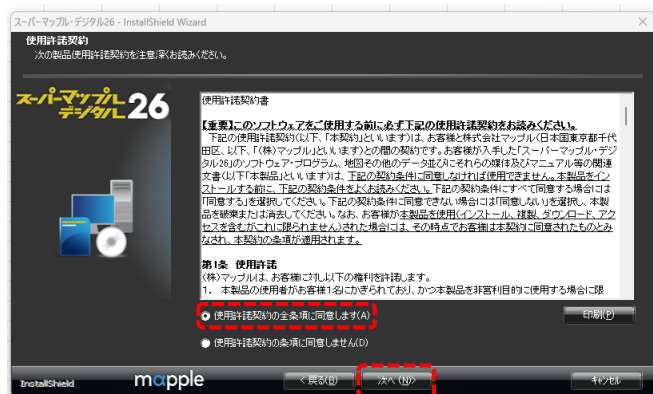 スーパーマップル・デジタル26 - InstallShield Wizard
使用許諾契約
次の製品使用許諾契約を注意深くお読みください。
スーパーマップル
デジタル26
使用許諾契約書
【重要】このソフトウェアをご使用する前に必ず下記の使用許諾契約をお読みください。
下記の使用許諾契約(以下、「本契約」といいます)は、お客様と株式会社マップル(日本国東京都千代
田区、以下、「(株)マップル」といいます)との間の契約です。お客様が入手した「スーパーマップル・デジ
タル26」のソフトウェア・プログラム、地図その他のデータ並びにそれらの媒体及びマニュアル等の関連
文書(以下「本製品」といいます)は、下記の契約条件に同意しなければ使用できません。本製品をイン
ストールする前に、下記の契約条件をよくお読みください。下記の契約条件にすべて同意する場合には
「同意する」を選択してください。下記の契約条件に同意できない場合には「同意しない」を選択し、本製
品を破棄または消去してください。なお、お客様が本製品を使用(インストール、複製、ダウンロード、アク
セスを含むがこれに限られません)された場合には、その時点でお客様は本契約に同意されたものとみ
なされ、本契約の条項が適用されます。
第1条 使用許諾
(株)マップルは、お客様に対し以下の権利を許諾します。
1. 本製品の使用者がお客様1名にかぎられており、かつ本製品を非営利目的に使用する場合に限
使用許諾契約の全条項に同意します(A)
印刷(P)
使用許諾契約の条項に同意しません(D)
InstallShield
mapple
< 戻る(B)
次へ (N)>
キャンセル